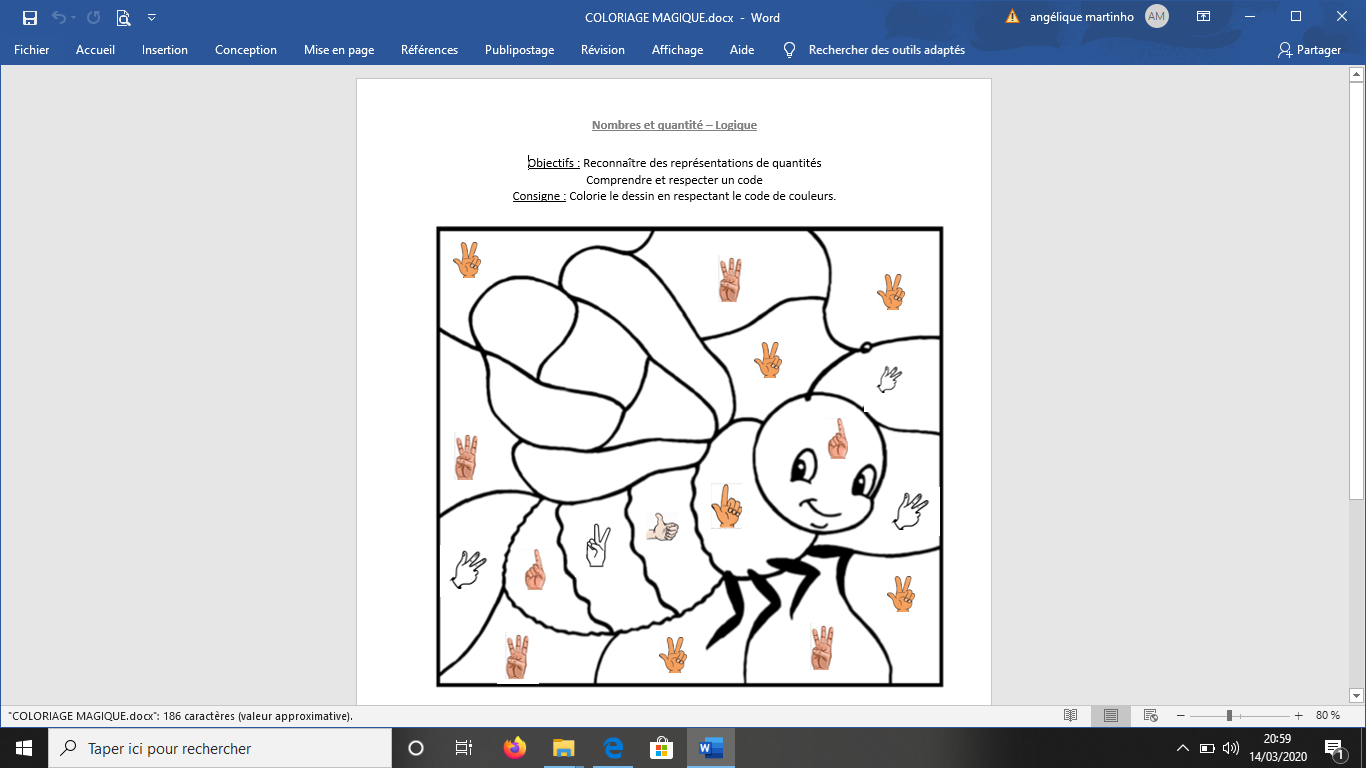 COLORIAGE MAGIQUE.docx - Word
angélique martinho AM
Fichier Accueil Insertion Conception Mise en page Références Publipostage Révision Affichage Aide Rechercher des outils adaptés Partager
Nombres et quantité – Logique
Objectifs : Reconnaître des représentations de quantités
Comprendre et respecter un code
Consigne : Colorie le dessin en respectant le code de couleurs.
"COLORIAGE MAGIQUE.docx": 186 caractères (valeur approximative).
80 %
Taper ici pour rechercher
20:59
14/03/2020
1